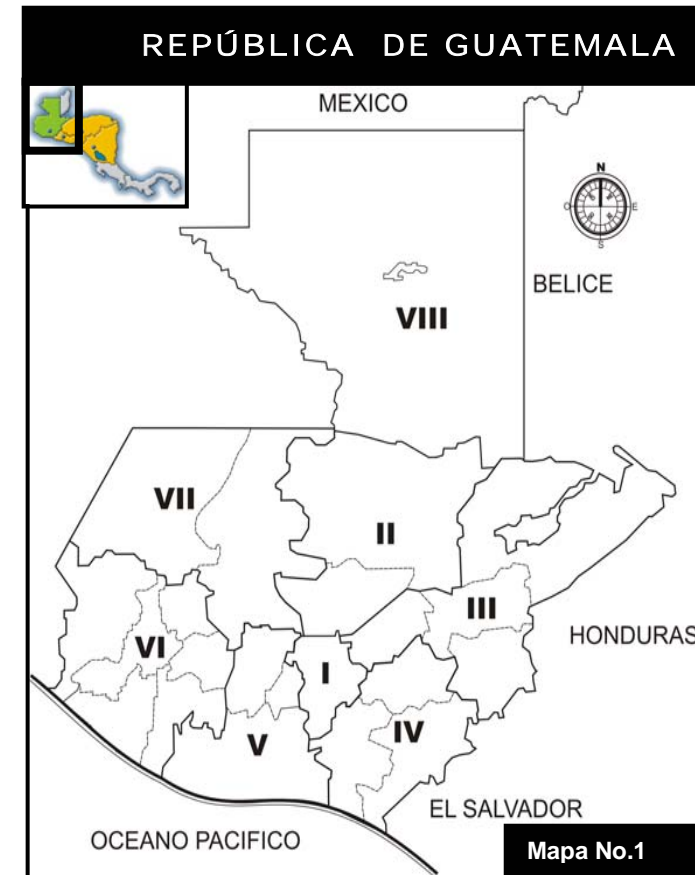 REPÚBLICA DE GUATEMALA
MEXICO
N
O
E
S
BELICE
VIII
VII
II
III
HONDURAS
VI
I
IV
V
EL SALVADOR
OCEANO PACIFICO
Mapa No.1